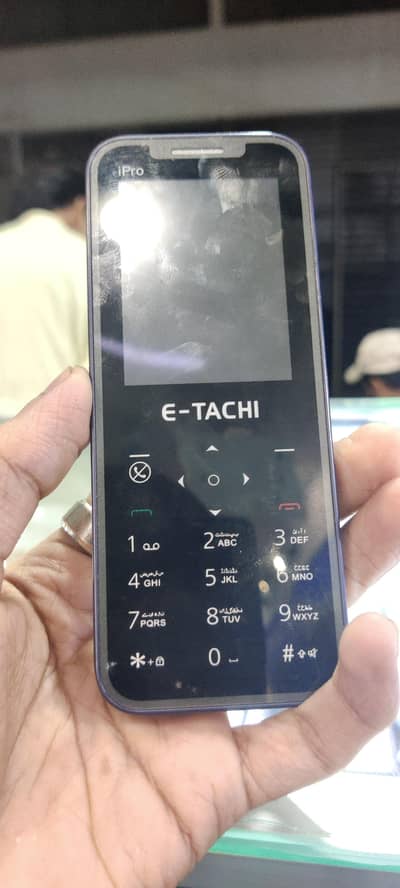 iPro
E-TACHI
1
2 ABC
3 DEF
4 GHI
5 JKL
6 MNO
7 PQRS
8 TUV
9 WXYZ
* +
0
#